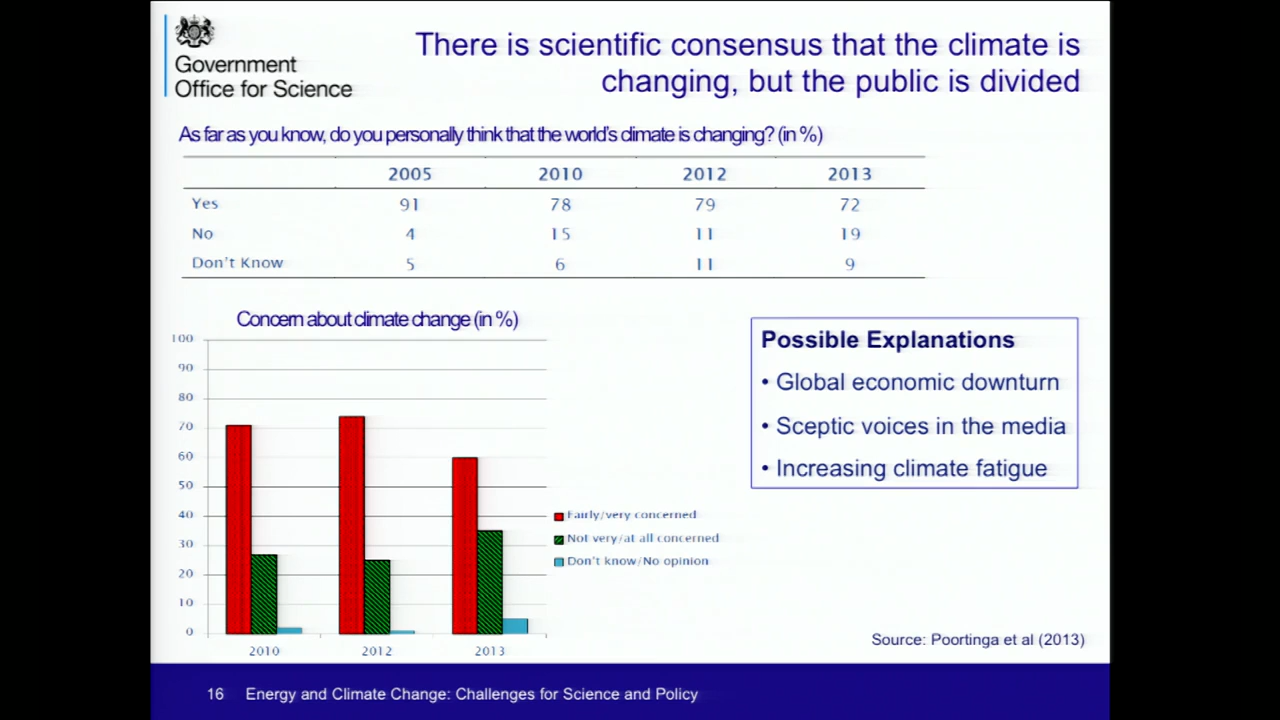 Government
Office for Science
There is scientific consensus that the climate is
changing, but the public is divided
As far as you know, do you personally think that the world's climate is changing? (in %)
2005 2010 2012 2013
Yes 91 78 79 72
No 4 15 11 19
Don't Know 5 6 11 9
Concern about climate change (in %)
100
90
80
70
60
50
40
30
20
10
0
2010 2012 2013
Fairly/very concerned
Not very/at all concerned
Don't know/No opinion
Possible Explanations
• Global economic downturn
• Sceptic voices in the media
• Increasing climate fatigue
Source: Poortinga et al (2013)
16 Energy and Climate Change: Challenges for Science and Policy